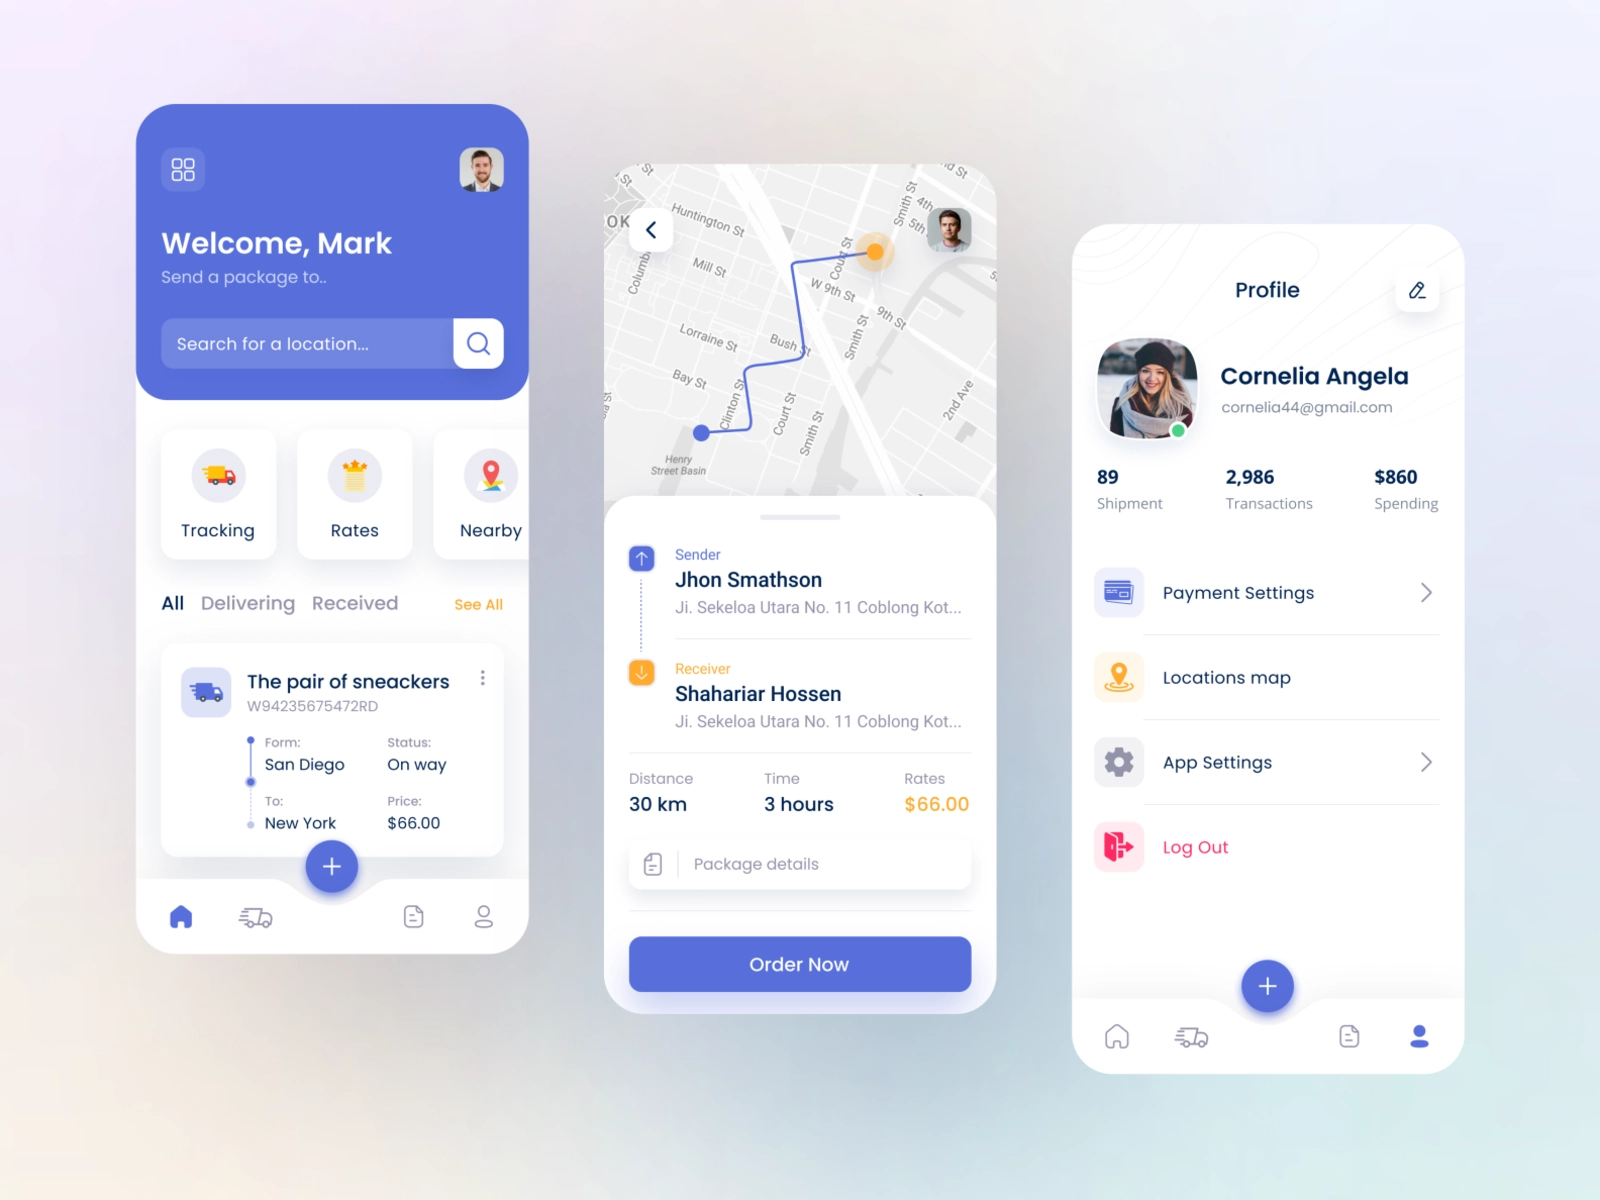 Welcome, Mark
Send a package to..
Search for a location...
Tracking
Rates
Nearby
All Delivering Received See All
The pair of sneackers
W94235675472RD
Form: Status:
San Diego On way
To: Price:
New York $66.00
OK
Huntington St
Mill St
Lorraine St
Bay St
Bush St
Clinton St
Court St
Court St
Smith St
Smith St
Smith St
W 9th St
9th St
4th
5th
2nd Ave
Henry
Street Basin
Sender
Jhon Smathson
Ji. Sekeloa Utara No. 11 Coblong Kot...
Receiver
Shahariar Hossen
Ji. Sekeloa Utara No. 11 Coblong Kot...
Distance Time Rates
30 km 3 hours $66.00
Package details
Order Now
Profile
Cornelia Angela
cornelia44@gmail.com
89 2,986 $860
Shipment Transactions Spending
Payment Settings
Locations map
App Settings
Log Out